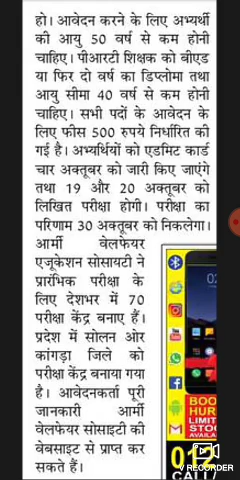 हो। आवेदन करने के लिए अभ्यर्थी
की आयु 50 वर्ष से कम होनी
चाहिए। पीआरटी शिक्षक को बीएड
या फिर दो वर्ष का डिप्लोमा तथा
आयु सीमा 40 वर्ष से कम होनी
चाहिए। सभी पदों के आवेदन के
लिए फीस 500 रुपये निर्धारित की
गई है। अभ्यर्थियों को एडमिट कार्ड
चार अक्तूबर को जारी किए जाएंगे
तथा 19 और 20 अक्तूबर को
लिखित परीक्षा होगी। परीक्षा का
परिणाम 30 अक्तूबर को निकलेगा।
आर्मी वेलफेयर
एजूकेशन सोसायटी ने
प्रारंभिक परीक्षा के
लिए देशभर में 70
परीक्षा केंद्र बनाए हैं।
प्रदेश में सोलन ओर
कांगड़ा जिले को
परीक्षा केंद्र बनाया गया
है। आवेदनकर्ता पूरी
जानकारी आर्मी
वेलफेयर सोसाइटी की
वेबसाइट से प्राप्त कर
सकते हैं।
02
BOO
HUR
LIMIT
STO
AVAILA
RECORDER
CALL/